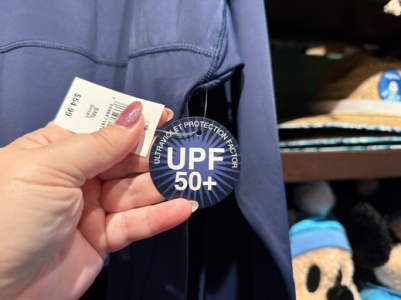 $54.99
ULTRAVIOLET PROTECTION FACTOR
UPF
50+